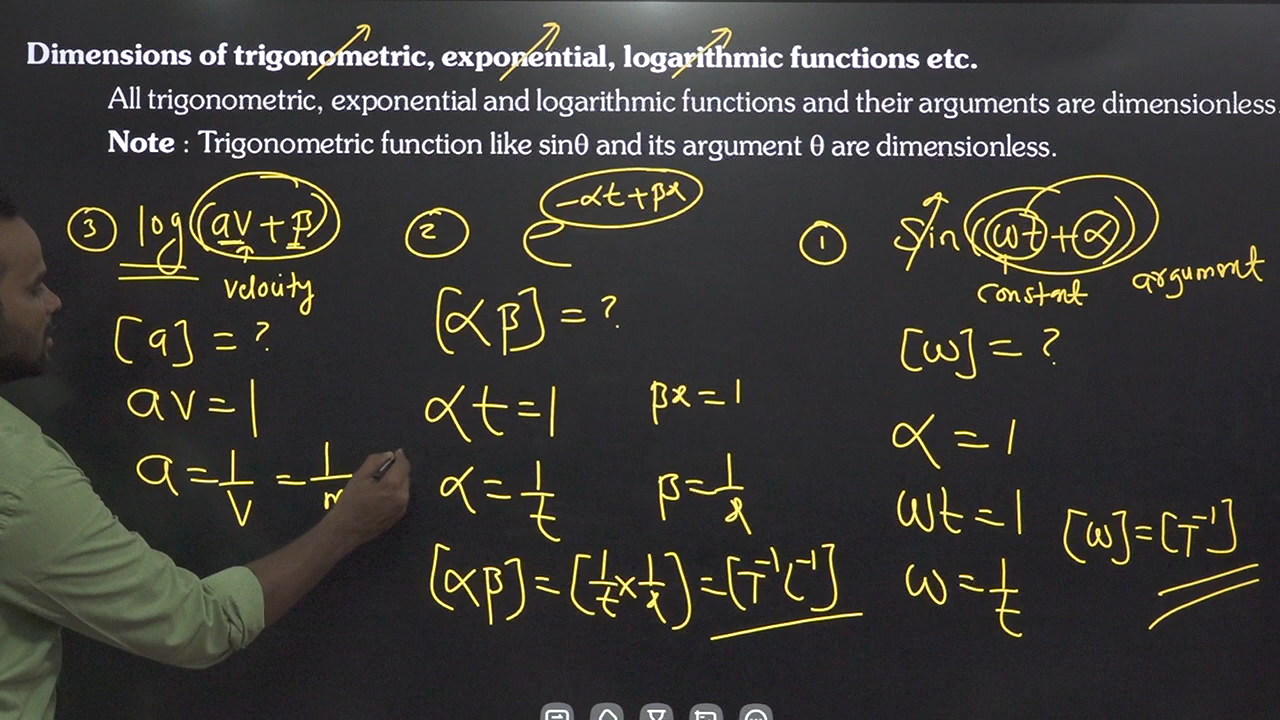 Dimensions of trigonometric, exponential, logarithmic functions etc.
All trigonometric, exponential and logarithmic functions and their arguments are dimensionless
Note : Trigonometric function like sinθ and its argument θ are dimensionless.
③ log(av+β)
velocity
[a] = ?
av = 1
a = 1/v = 1/m
② e^(-αt+βx)
[αβ] = ?
αt = 1
βx = 1
α = 1/t
β = 1/x
[αβ] = [1/t × 1/x] = [T⁻¹L⁻¹]
① Sin(ωt+α)
constant
argument
[ω] = ?
α = 1
ωt = 1
ω = 1/t
[ω] = [T⁻¹]